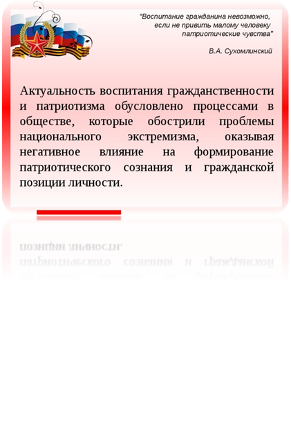 "Воспитание гражданина невозможно,
если не привить малому человеку
патриотические чувства"
В.А. Сухомлинский
Актуальность воспитания гражданственности
и патриотизма обусловлено процессами в
обществе, которые обострили проблемы
национального экстремизма, оказывая
негативное влияние на формирование
патриотического сознания и гражданской
позиции личности.